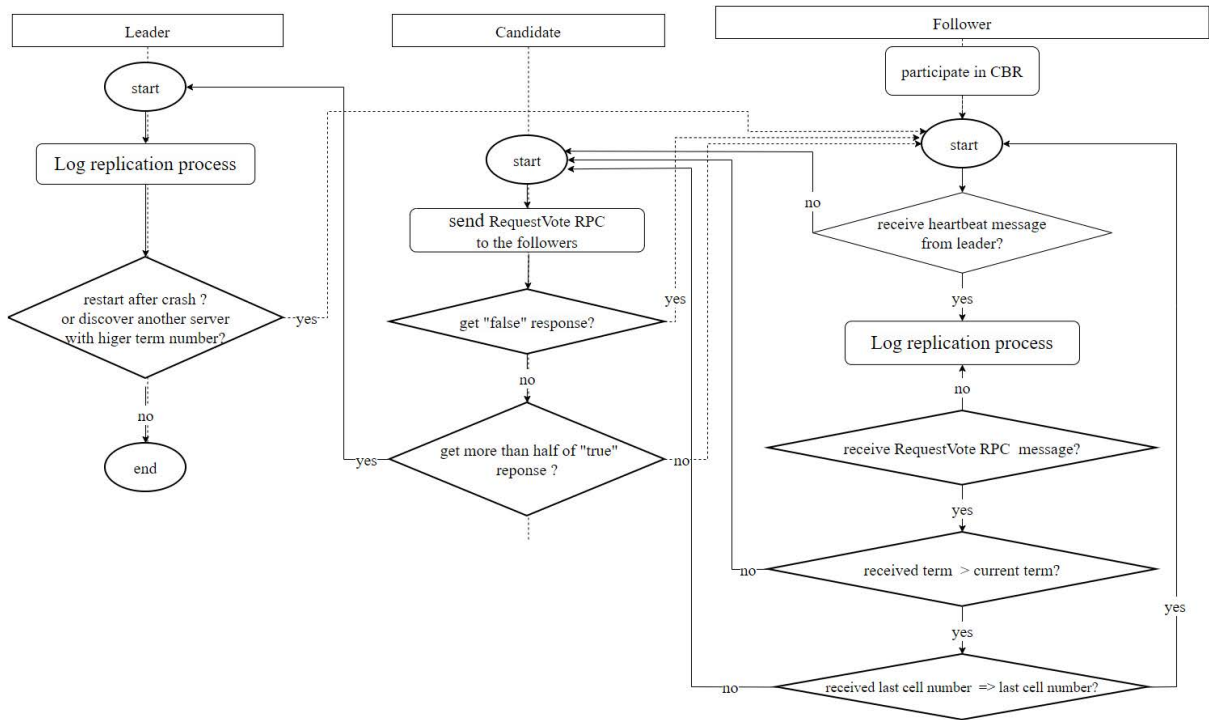 Leader
start
Log replication process
restart after crash ?
or discover another server
with higer term number?
yes
no
end
Candidate
start
send RequestVote RPC
to the followers
get "false" response?
yes
no
get more than half of "true"
reponse ?
yes
no
Follower
participate in CBR
start
receive heartbeat message
from leader?
no
yes
Log replication process
no
receive RequestVote RPC message?
yes
received term > current term?
no
yes
received last cell number => last cell number?
no
yes